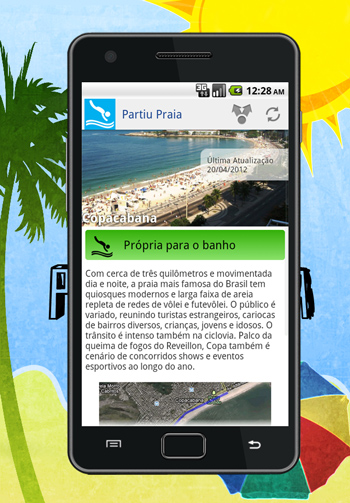 3G
12:28 AM
Partiu Praia
Última Atualização
20/04/2012
Copacabana
Própria para o banho
Com cerca de três quilômetros e movimentada
dia e noite, a praia mais famosa do Brasil tem
quiosques modernos e larga faixa de areia
repleta de redes de vôlei e futevôlei. O público é
variado, reunindo turistas estrangeiros, cariocas
de bairros diversos, crianças, jovens e idosos. O
trânsito é intenso também na ciclovia. Palco da
queima de fogos do Reveillon, Copa também é
cenário de concorridos shows e eventos
esportivos ao longo do ano.
Copacabana